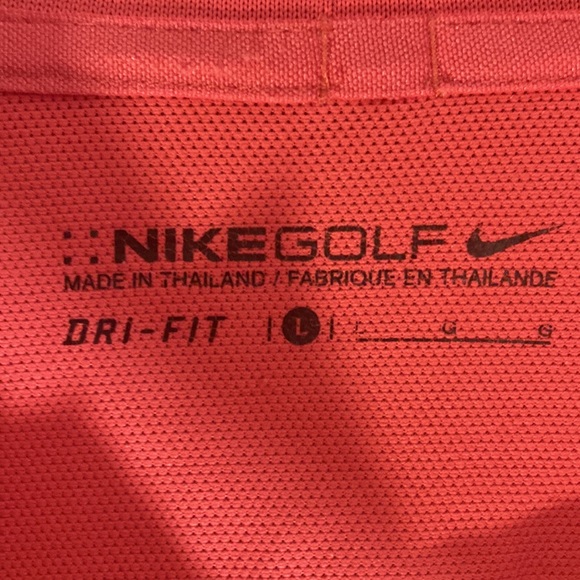 NIKEGOLF
MADE IN THAILAND / FABRIQUE EN THAILANDE
DRI-FIT | L | L G G